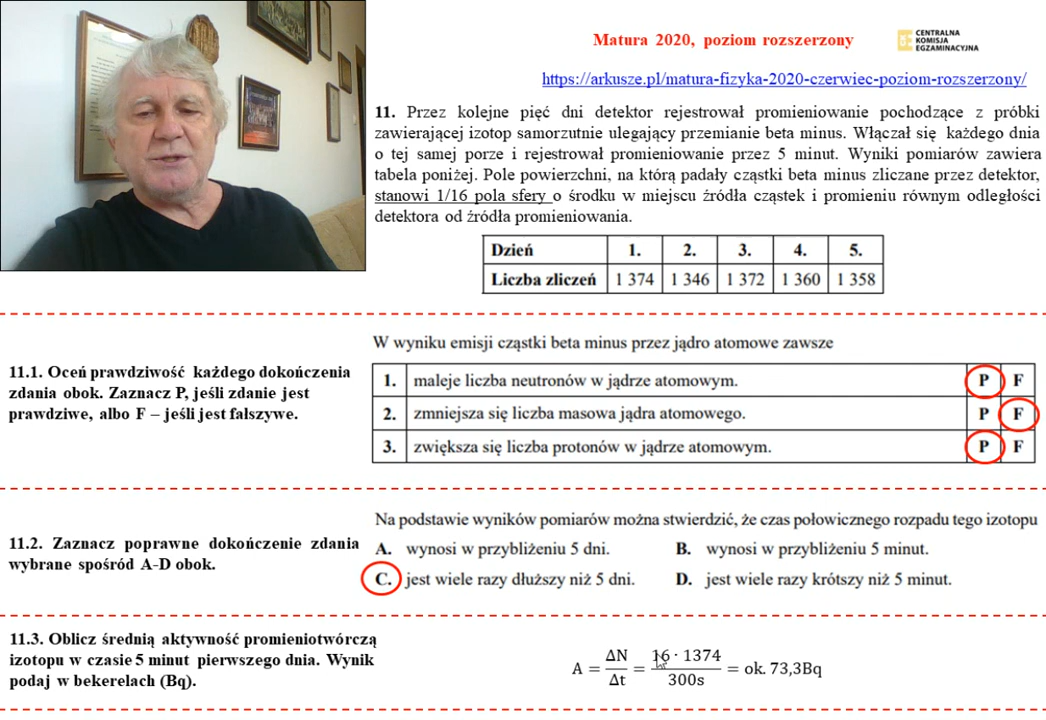 Matura 2020, poziom rozszerzony
CENTRALNA
KOMISJA
EGZAMINACYJNA
https://arkusze.pl/matura-fizyka-2020-czerwiec-poziom-rozszerzony/
11. Przez kolejne pięć dni detektor rejestrował promieniowanie pochodzące z próbki
zawierającej izotop samorzutnie ulegający przemianie beta minus. Włączał się każdego dnia
o tej samej porze i rejestrował promieniowanie przez 5 minut. Wyniki pomiarów zawiera
tabela poniżej. Pole powierzchni, na którą padały cząstki beta minus zliczane przez detektor,
stanowi 1/16 pola sfery o środku w miejscu źródła cząstek i promieniu równym odległości
detektora od źródła promieniowania.
Dzień 1. 2. 3. 4. 5.
Liczba zliczeń 1 374 1 346 1 372 1 360 1 358
11.1. Oceń prawdziwość każdego dokończenia
zdania obok. Zaznacz P, jeśli zdanie jest
prawdziwe, albo F – jeśli jest fałszywe.
W wyniku emisji cząstki beta minus przez jądro atomowe zawsze
1. maleje liczba neutronów w jądrze atomowym. P F
2. zmniejsza się liczba masowa jądra atomowego. P F
3. zwiększa się liczba protonów w jądrze atomowym. P F
11.2. Zaznacz poprawne dokończenie zdania
wybrane spośród A-D obok.
Na podstawie wyników pomiarów można stwierdzić, że czas połowicznego rozpadu tego izotopu
A. wynosi w przybliżeniu 5 dni. B. wynosi w przybliżeniu 5 minut.
C. jest wiele razy dłuższy niż 5 dni. D. jest wiele razy krótszy niż 5 minut.
11.3. Oblicz średnią aktywność promieniotwórczą
izotopu w czasie 5 minut pierwszego dnia. Wynik
podaj w bekerelach (Bq).
A = ΔN/Δt = 16 · 1374/300s = ok. 73,3Bq